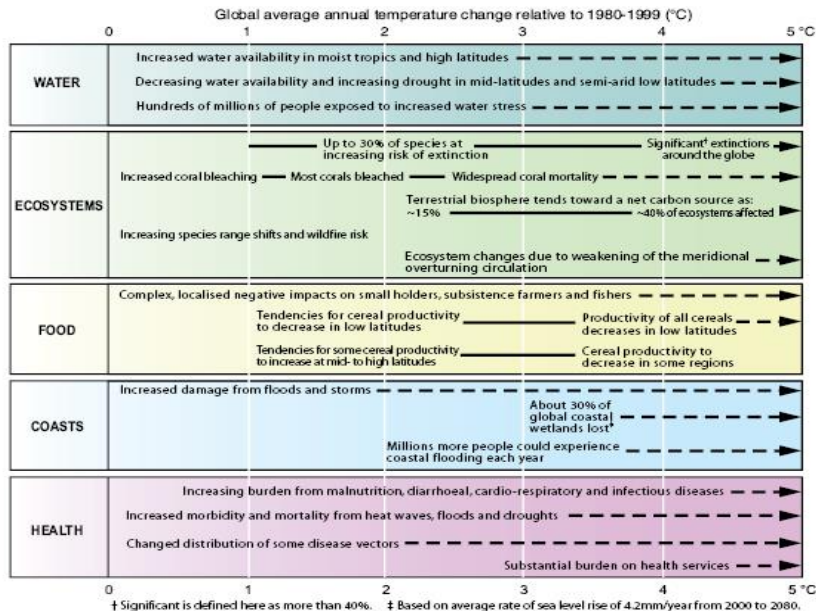 Global average annual temperature change relative to 1980-1999 (°C)
0 1 2 3 4 5 °C
WATER
Increased water availability in moist tropics and high latitudes
Decreasing water availability and increasing drought in mid-latitudes and semi-arid low latitudes
Hundreds of millions of people exposed to increased water stress
ECOSYSTEMS
Up to 30% of species at
increasing risk of extinction
Significant† extinctions
around the globe
Increased coral bleaching Most corals bleached Widespread coral mortality
Terrestrial biosphere tends toward a net carbon source as:
~15% ~40% of ecosystems affected
Increasing species range shifts and wildfire risk
Ecosystem changes due to weakening of the meridional
overturning circulation
FOOD
Complex, localised negative impacts on small holders, subsistence farmers and fishers
Tendencies for cereal productivity
to decrease in low latitudes
Productivity of all cereals
decreases in low latitudes
Tendencies for some cereal productivity
to increase at mid- to high latitudes
Cereal productivity to
decrease in some regions
COASTS
Increased damage from floods and storms
About 30% of
global coastal
wetlands lost‡
Millions more people could experience
coastal flooding each year
HEALTH
Increasing burden from malnutrition, diarrhoeal, cardio-respiratory and infectious diseases
Increased morbidity and mortality from heat waves, floods and droughts
Changed distribution of some disease vectors
Substantial burden on health services
0 1 2 3 4 5 °C
† Significant is defined here as more than 40%. ‡ Based on average rate of sea level rise of 4.2mm/year from 2000 to 2080.